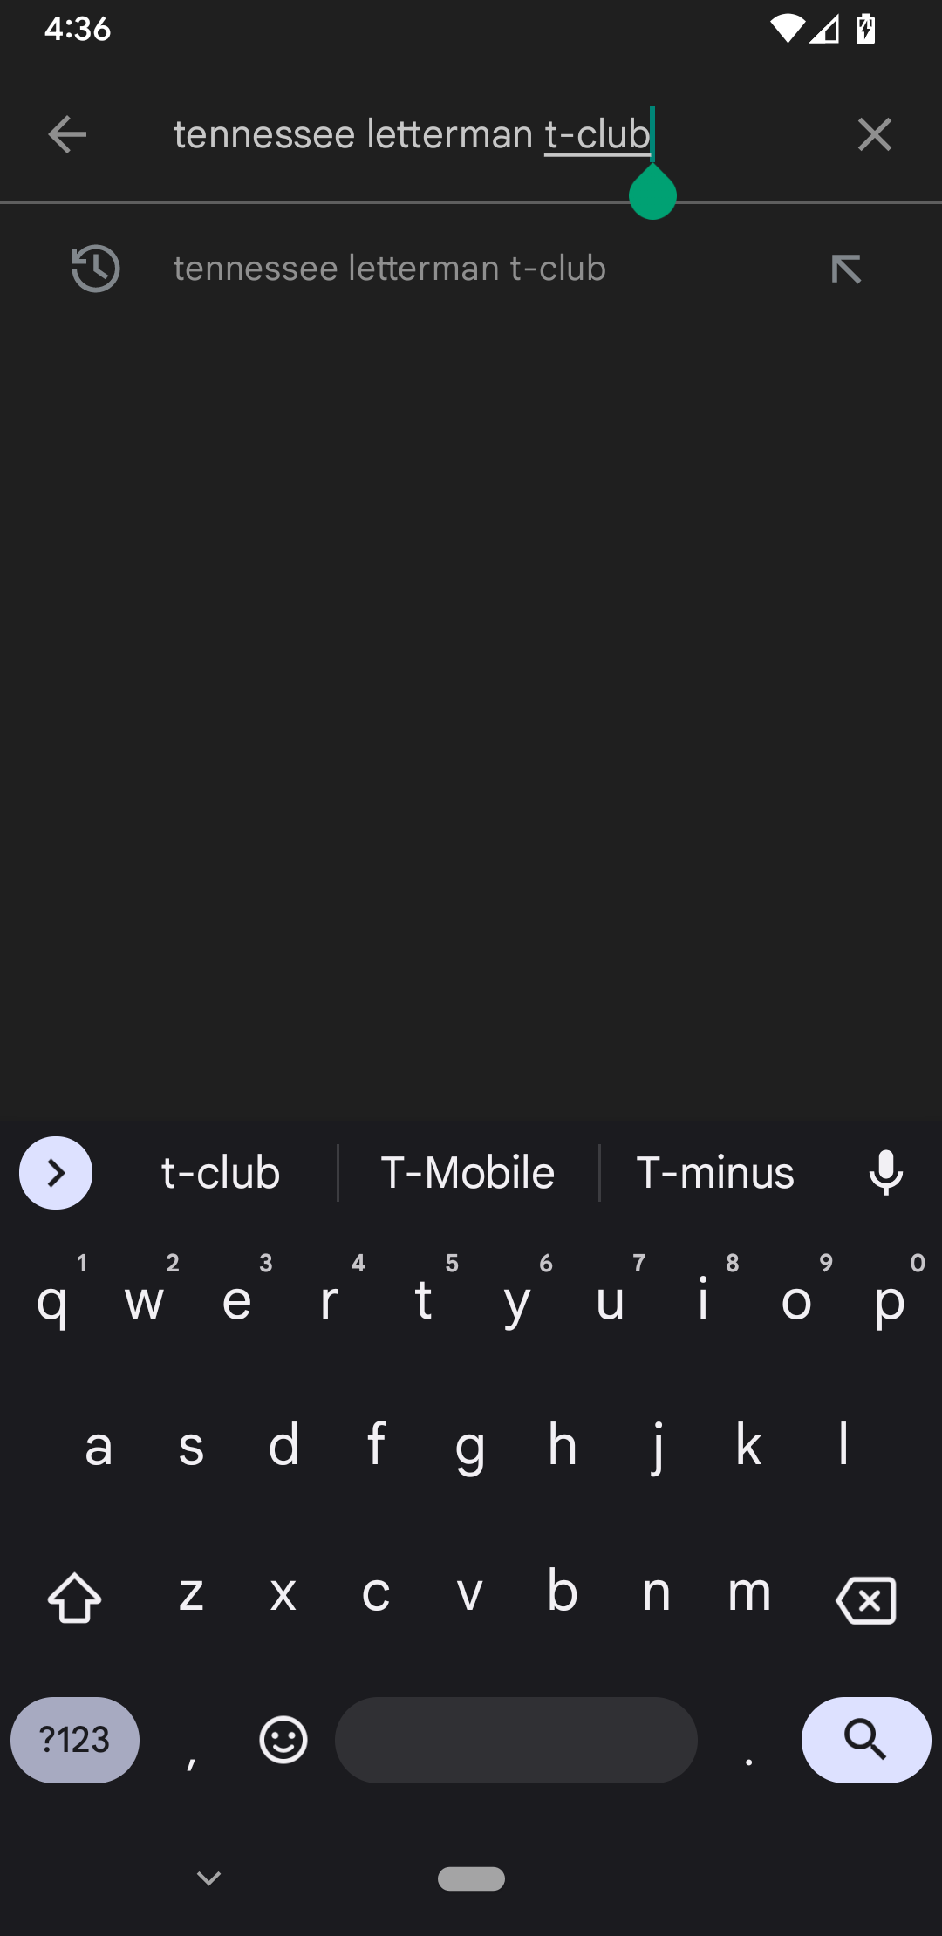 4:36
tennessee letterman t-club
tennessee letterman t-club
t-club T-Mobile T-minus
1 2 3 4 5 6 7 8 9 0
q w e r t y u i o p
a s d f g h j k l
z x c v b n m
?123 , .